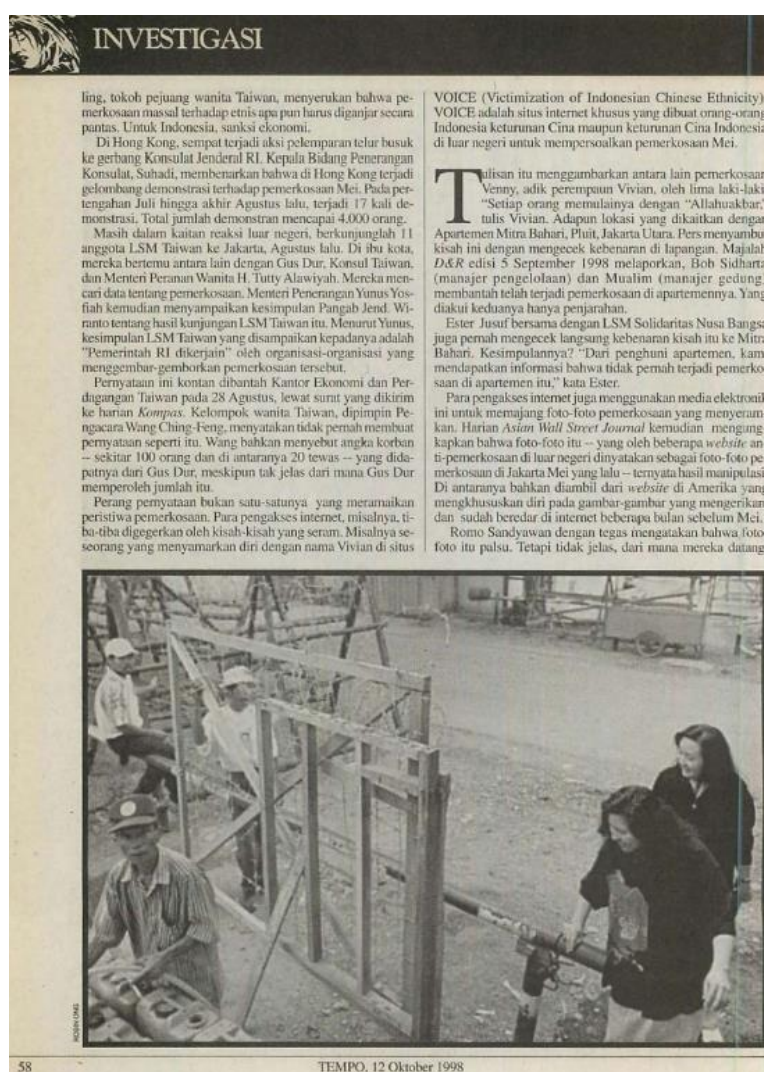 INVESTIGASI
ling, tokoh pejuang wanita Taiwan, menyerukan bahwa pe-
merkosaan massal terhadap etnis apa pun harus diganjar secara
pantas. Untuk Indonesia, sanksi ekonomi.
Di Hong Kong, sempat terjadi aksi pelemparan telur busuk
ke gerbang Konsulat Jenderal RI. Kepala Bidang Penerangan
Konsulat, Suhadi, membenarkan bahwa di Hong Kong terjadi
gelombang demonstrasi terhadap pemerkosaan Mei. Pada per-
tengahan Juli hingga akhir Agustus lalu, terjadi 17 kali de-
monstrasi. Total jumlah demonstran mencapai 4.000 orang.
Masih dalam kaitan reaksi luar negeri, berkunjunglah 11
anggota LSM Taiwan ke Jakarta, Agustus lalu. Di ibu kota,
mereka bertemu antara lain dengan Gus Dur, Konsul Taiwan,
dan Menteri Peranan Wanita H. Tutty Alawiyah. Mereka men-
cari data tentang pemerkosaan. Menteri Penerangan Yunus Yos-
fiah kemudian menyampaikan kesimpulan Pangab Jend. Wi-
ranto tentang hasil kunjungan LSM Taiwan itu. Menurut Yunus,
kesimpulan LSM Taiwan yang disampaikan kepadanya adalah
"Pemerintah RI dikerjain" oleh organisasi-organisasi yang
menggembar-gemborkan pemerkosaan tersebut.
Pernyataan ini kontan dibantah Kantor Ekonomi dan Per-
dagangan Taiwan pada 28 Agustus, lewat surat yang dikirim
ke harian Kompas. Kelompok wanita Taiwan, dipimpin Pe-
ngacara Wang Ching-Feng, menyatakan tidak pernah membuat
pernyataan seperti itu. Wang bahkan menyebut angka korban
-- sekitar 100 orang dan di antaranya 20 tewas -- yang dida-
patnya dari Gus Dur, meskipun tak jelas dari mana Gus Dur
memperoleh jumlah itu.
Perang pernyataan bukan satu-satunya yang meramaikan
peristiwa pemerkosaan. Para pengakses internet, misalnya, ti-
ba-tiba digegerkan oleh kisah-kisah yang seram. Misalnya se-
seorang yang menyamarkan diri dengan nama Vivian di situs
VOICE (Victimization of Indonesian Chinese Ethnicity)
VOICE adalah situs internet khusus yang dibuat orang-orang
Indonesia keturunan Cina maupun keturunan Cina Indonesia
di luar negeri untuk mempersoalkan pemerkosaan Mei.
Tulisan itu menggambarkan antara lain pemerkosaan
Venny, adik perempaun Vivian, oleh lima laki-laki
"Setiap orang memulainya dengan "Allahuakbar,"
tulis Vivian. Adapun lokasi yang dikaitkan dengan
Apartemen Mitra Bahari, Pluit, Jakarta Utara. Pers menyambu
kisah ini dengan mengecek kebenaran di lapangan. Majalah
D&R edisi 5 September 1998 melaporkan, Bob Sidharta
(manajer pengelolaan) dan Mualim (manajer gedung,
membantah telah terjadi pemerkosaan di apartemennya. Yang
diakui keduanya hanya penjarahan.
Ester Jusuf bersama dengan LSM Solidaritas Nusa Bangsa
juga pernah mengecek langsung kebenaran kisah itu ke Mitra
Bahari. Kesimpulannya? "Dari penghuni apartemen, kam
mendapatkan informasi bahwa tidak pernah terjadi pemerko
saan di apartemen itu," kata Ester.
Para pengakses internet juga menggunakan media elektronik
ini untuk memajang foto-foto pemerkosaan yang menyeram
kan. Harian Asian Wall Street Journal kemudian mengung
kapkan bahwa foto-foto itu -- yang oleh beberapa website an
ti-pemerkosaan di luar negeri dinyatakan sebagai foto-foto pe
merkosaan di Jakarta Mei yang lalu -- ternyata hasil manipulasi
Di antaranya bahkan diambil dari website di Amerika yang
mengkhususkan diri pada gambar-gambar yang mengerikan
dan sudah beredar di internet beberapa bulan sebelum Mei.
Romo Sandyawan dengan tegas mengatakan bahwa foto
foto itu palsu. Tetapi tidak jelas, dari mana mereka datang
ROBIN ONG
58
TEMPO, 12 Oktober 1998